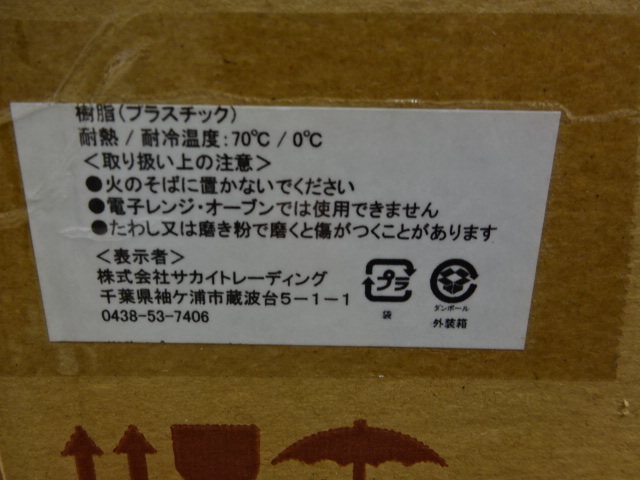 樹脂(プラスチック)
耐熱 / 耐冷温度:70℃ / 0℃
<取り扱い上の注意>
●火のそばに置かないでください
●電子レンジ・オーブンでは使用できません
●たわし又は磨き粉で磨くと傷がつくことがあります
<表示者>
株式会社サカイトレーディング
千葉県袖ケ浦市蔵波台5-1-1
0438-53-7406
プラ
袋
ダンボール
外装箱